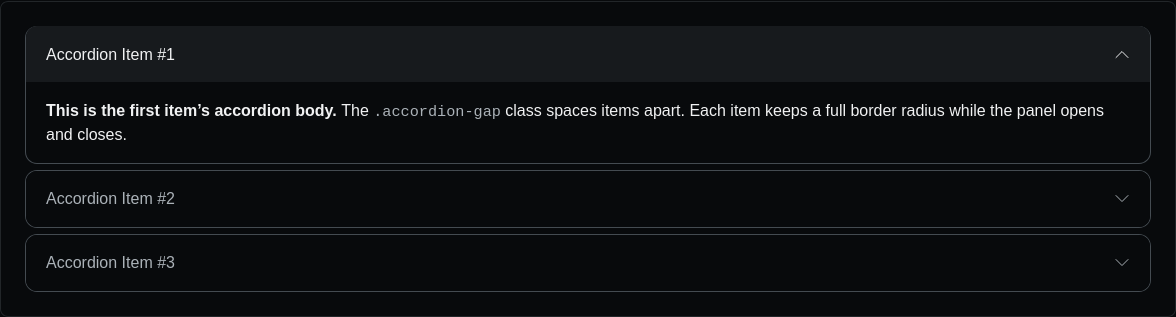 Accordion Item #1
This is the first item’s accordion body. The .accordion-gap class spaces items apart. Each item keeps a full border radius while the panel opens
and closes.
Accordion Item #2
Accordion Item #3